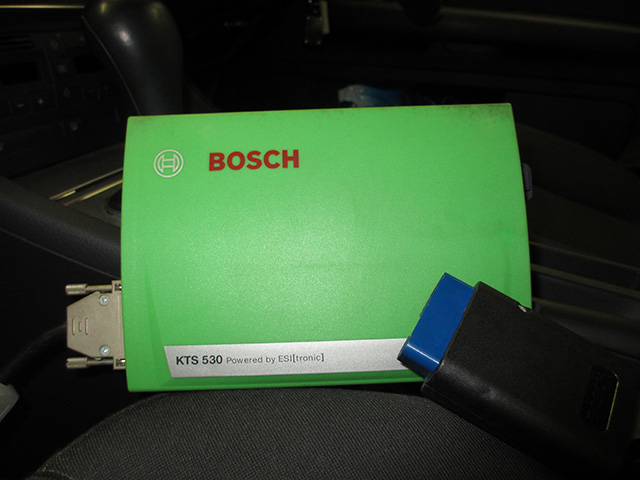 BOSCH
KTS 530 Powered by ESI[tronic]